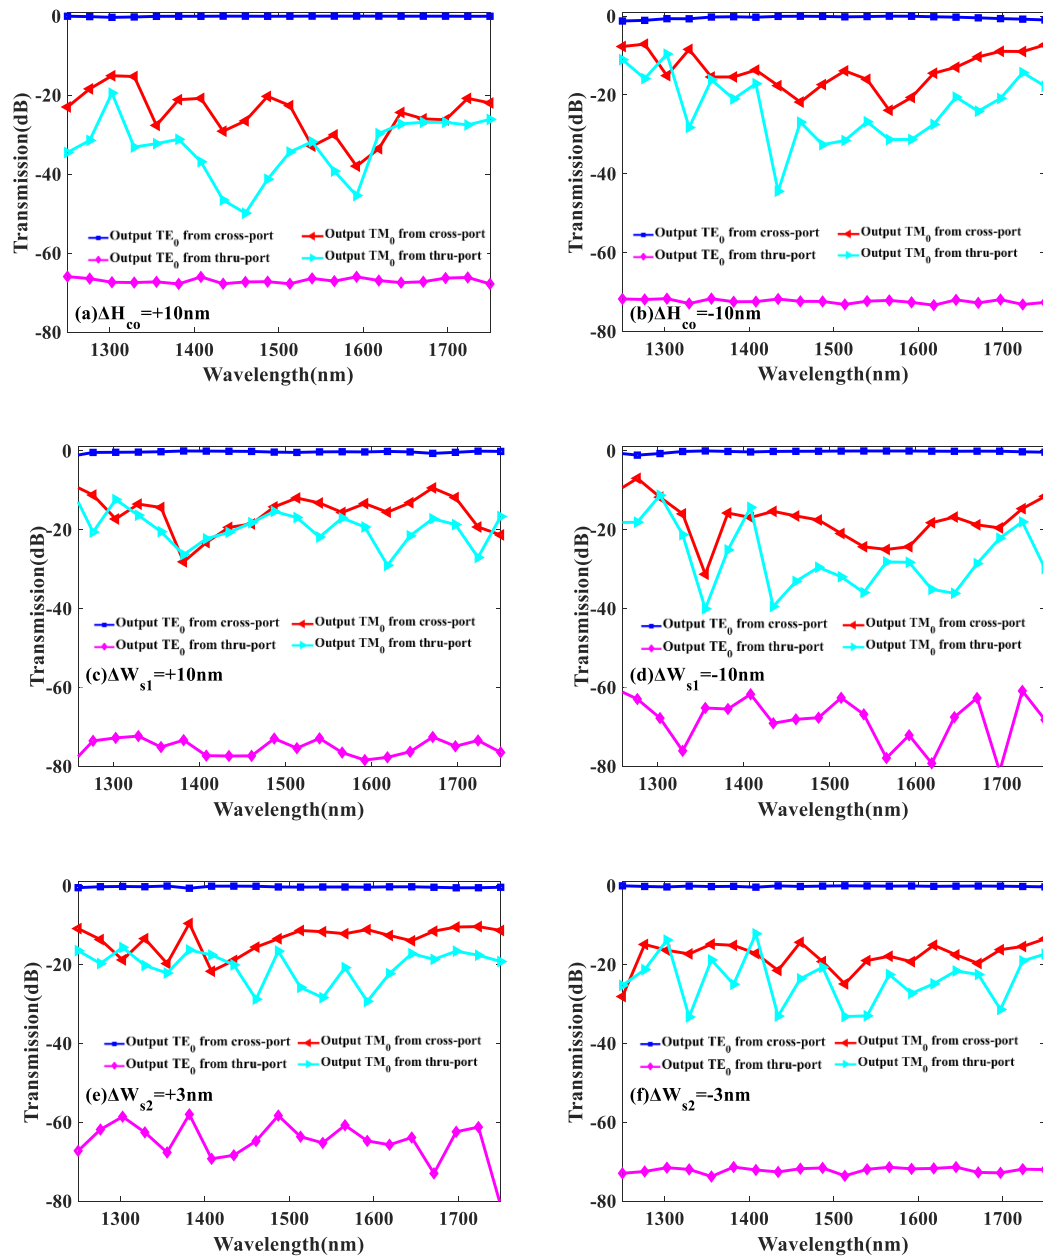 Transmission(dB)
0
-20
-40
-60
-80
Output TE0 from cross-port
Output TM0 from cross-port
Output TE0 from thru-port
Output TM0 from thru-port
(a)ΔHco=+10nm
1300 1400 1500 1600 1700
Wavelength(nm)
Transmission(dB)
0
-20
-40
-60
-80
Output TE0 from cross-port
Output TM0 from cross-port
Output TE0 from thru-port
Output TM0 from thru-port
(b)ΔHco=-10nm
1300 1400 1500 1600 1700
Wavelength(nm)
Transmission(dB)
0
-20
-40
-60
-80
Output TE0 from cross-port
Output TM0 from cross-port
Output TE0 from thru-port
Output TM0 from thru-port
(c)ΔWs1=+10nm
1300 1400 1500 1600 1700
Wavelength(nm)
Transmission(dB)
0
-20
-40
-60
-80
Output TE0 from cross-port
Output TM0 from cross-port
Output TE0 from thru-port
Output TM0 from thru-port
(d)ΔWs1=-10nm
1300 1400 1500 1600 1700
Wavelength(nm)
Transmission(dB)
0
-20
-40
-60
-80
Output TE0 from cross-port
Output TM0 from cross-port
Output TE0 from thru-port
Output TM0 from thru-port
(e)ΔWs2=+3nm
1300 1400 1500 1600 1700
Wavelength(nm)
Transmission(dB)
0
-20
-40
-60
-80
Output TE0 from cross-port
Output TM0 from cross-port
Output TE0 from thru-port
Output TM0 from thru-port
(f)ΔWs2=-3nm
1300 1400 1500 1600 1700
Wavelength(nm)